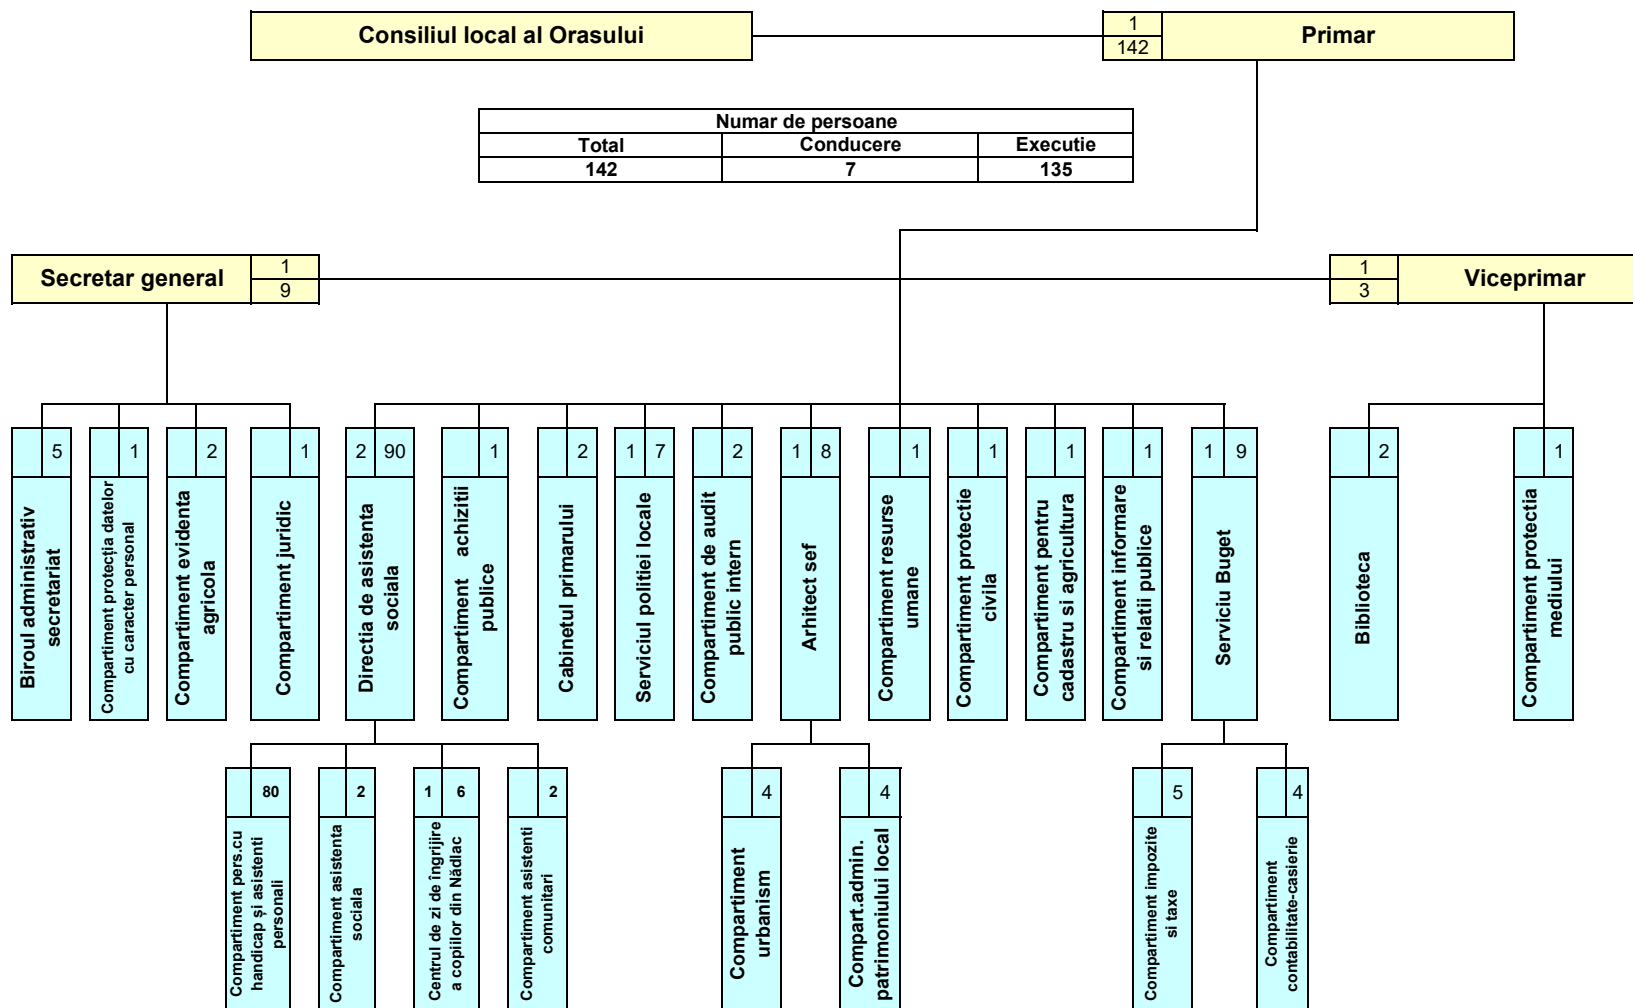 Consiliul local al Orasului
1
142
Primar
Numar de persoane
Total Conducere Executie
142 7 135
Secretar general
1
9
1
3
Viceprimar
5
Biroul administrativ
secretariat
1
Compartiment protecția datelor
cu caracter personal
2
Compartiment evidenta
agricola
1
Compartiment juridic
2 90
Directia de asistenta
sociala
1
Compartiment achizitii
publice
2
Cabinetul primarului
1 7
Serviciul politiei locale
2
Compartiment de audit
public intern
1 8
Arhitect sef
1
Compartiment resurse
umane
1
Compartiment protectie
civila
1
Compartiment pentru
cadastru si agricultura
1
Compartiment informare
si relatii publice
1 9
Serviciu Buget
2
Biblioteca
1
Compartiment protectia
mediului
80
Compartiment pers.cu
handicap și asistenti
personali
2
Compartiment asistenta
sociala
1 6
Centrul de zi de îngrijire
a copiilor din Nădlac
2
Compartiment asistenti
comunitari
4
Compartiment
urbanism
4
Compart.admin.
patrimoniului local
5
Compartiment impozite
si taxe
4
Compartiment
contabilitate-casierie